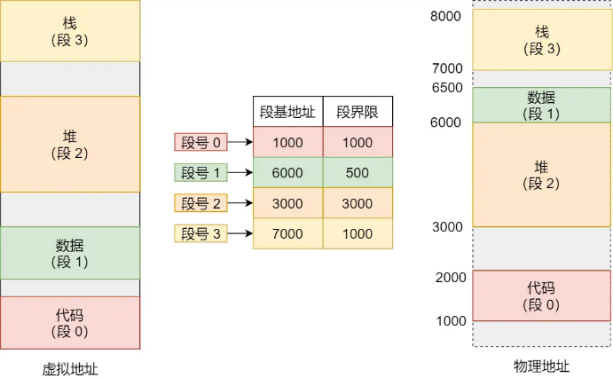 栈
（段 3）
堆
（段 2）
数据
（段 1）
代码
（段 0）
虚拟地址
段基地址 段界限
段号 0 1000 1000
段号 1 6000 500
段号 2 3000 3000
段号 3 7000 1000
8000
栈
（段 3）
7000
6500
数据
（段 1）
6000
堆
（段 2）
3000
2000
代码
（段 0）
1000
物理地址